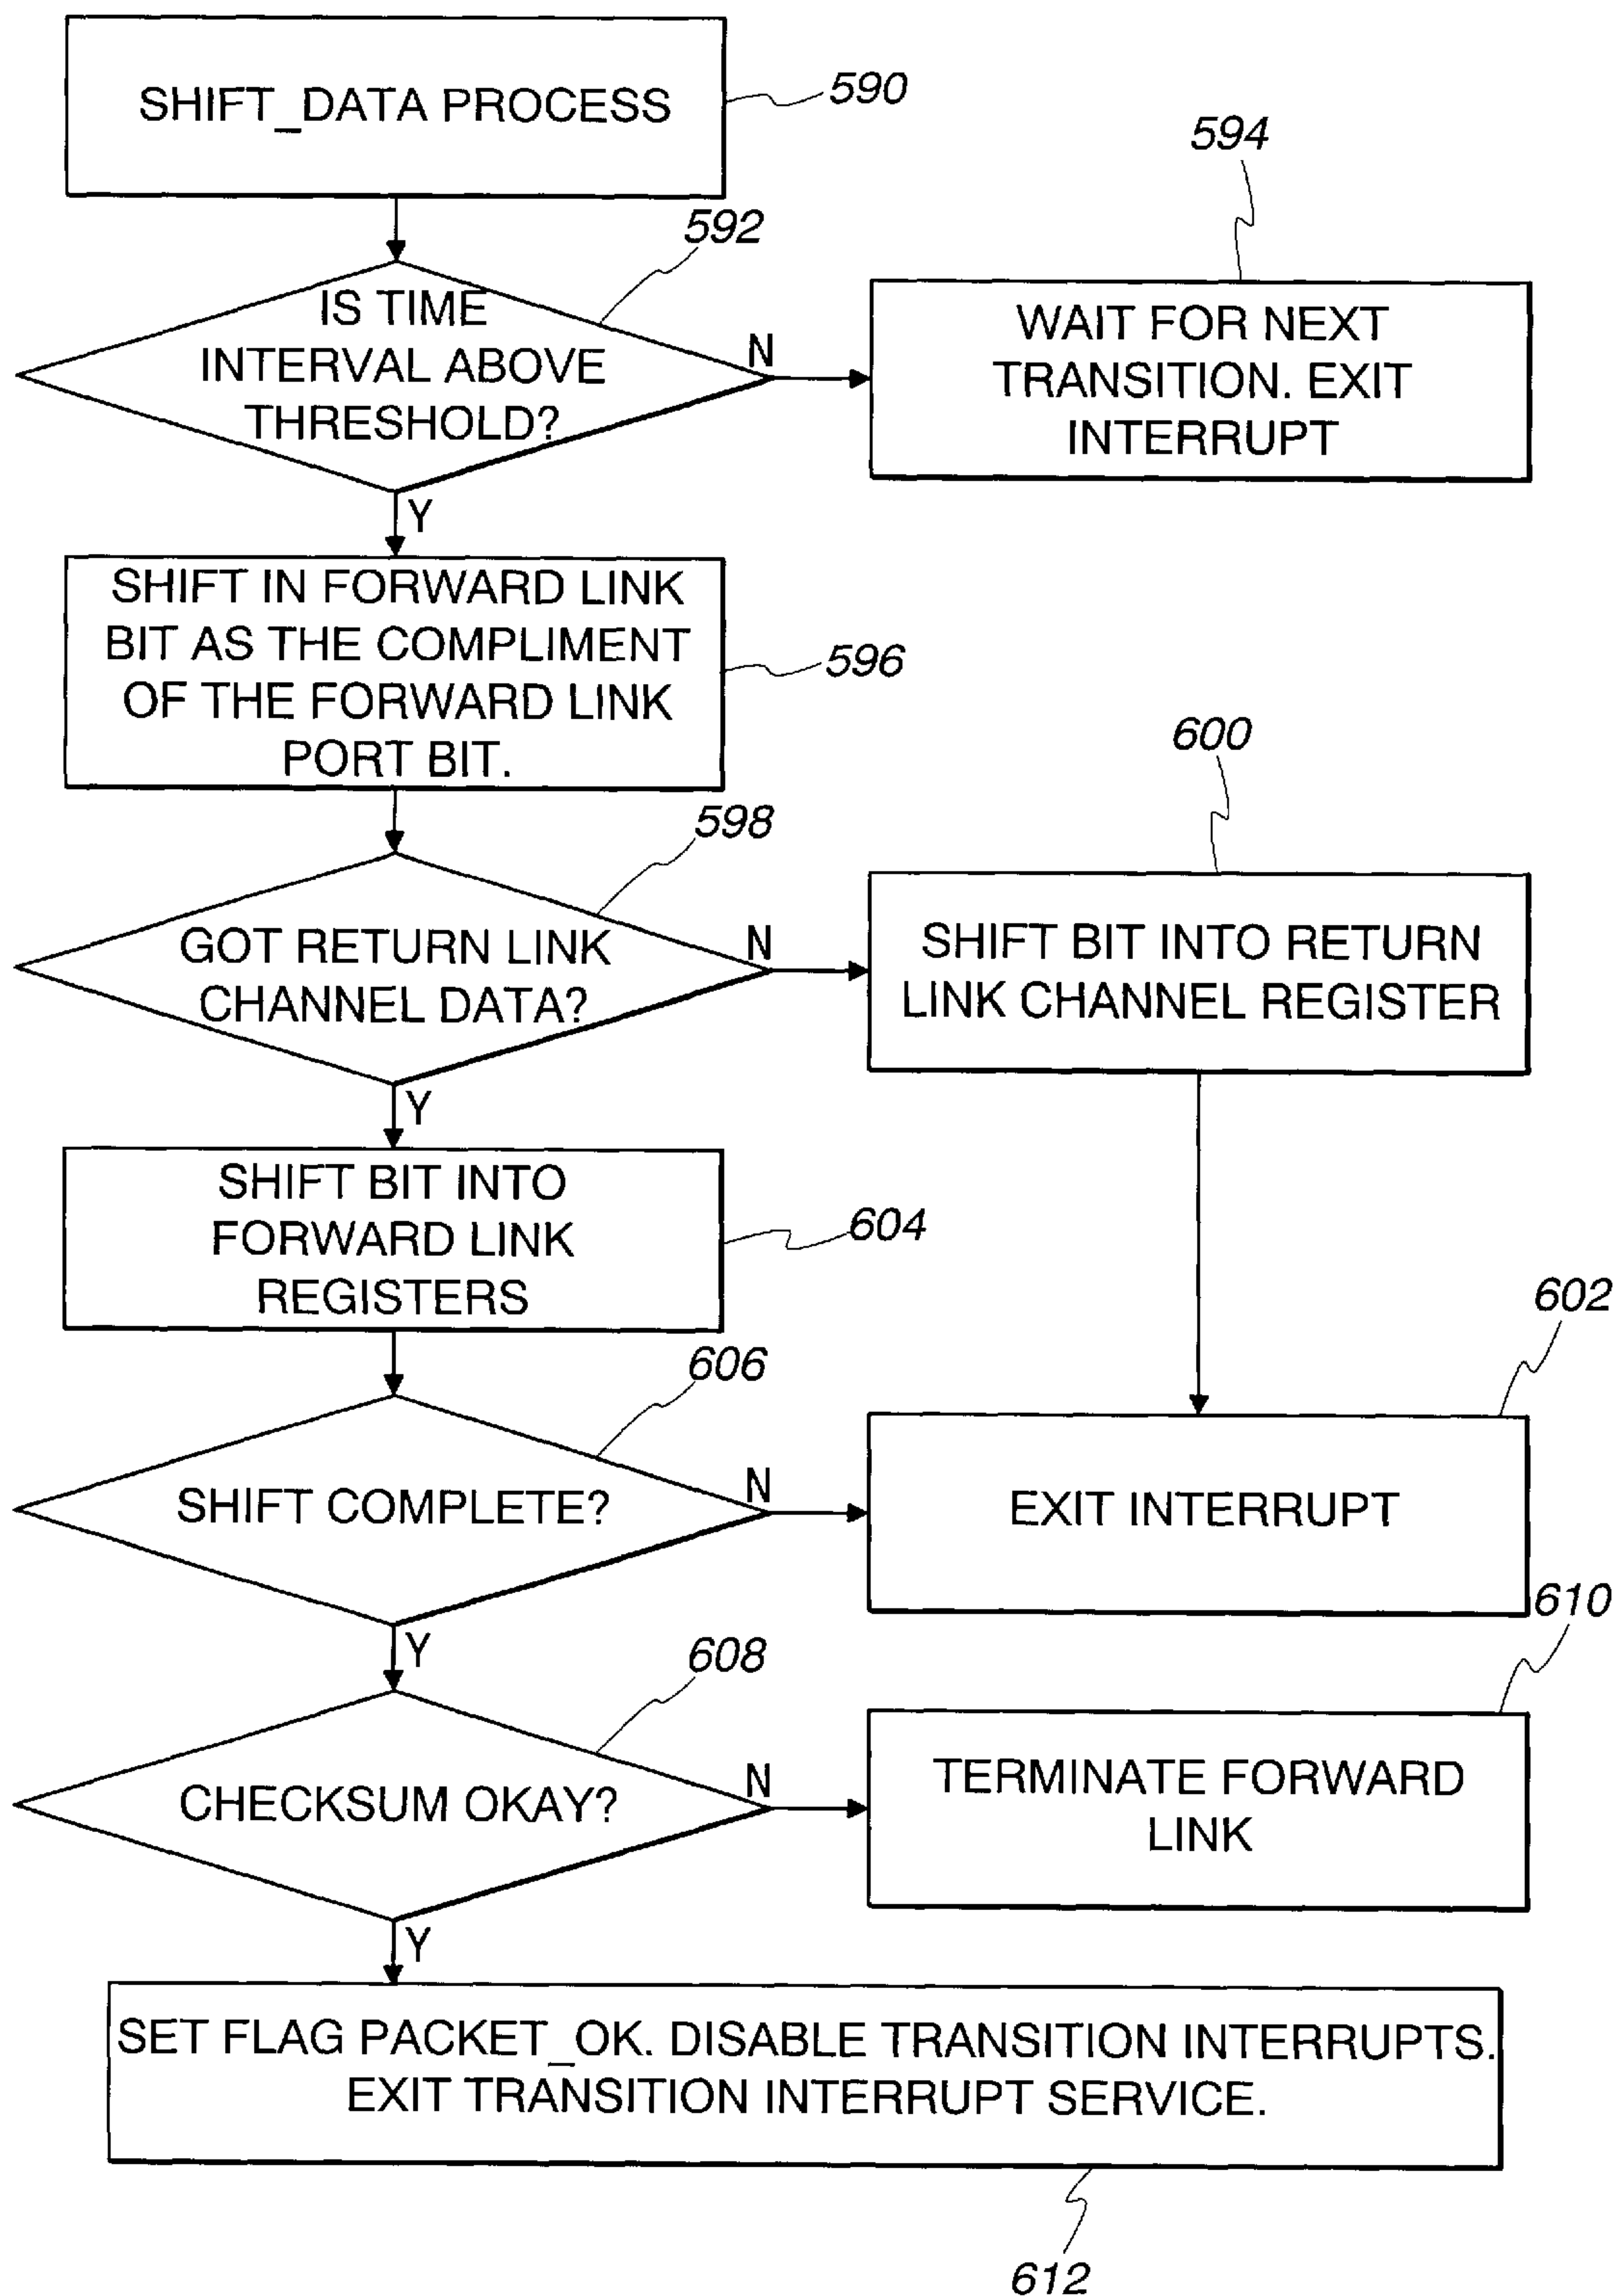 SHIFT_DATA PROCESS
590
594
592
IS TIME
INTERVAL ABOVE
THRESHOLD?
N
WAIT FOR NEXT
TRANSITION. EXIT
INTERRUPT
Y
SHIFT IN FORWARD LINK
BIT AS THE COMPLIMENT
OF THE FORWARD LINK
PORT BIT.
596
600
598
GOT RETURN LINK
CHANNEL DATA?
N
SHIFT BIT INTO RETURN
LINK CHANNEL REGISTER
Y
SHIFT BIT INTO
FORWARD LINK
REGISTERS
604
602
606
SHIFT COMPLETE?
N
EXIT INTERRUPT
610
Y
608
CHECKSUM OKAY?
N
TERMINATE FORWARD
LINK
Y
SET FLAG PACKET_OK. DISABLE TRANSITION INTERRUPTS.
EXIT TRANSITION INTERRUPT SERVICE.
612